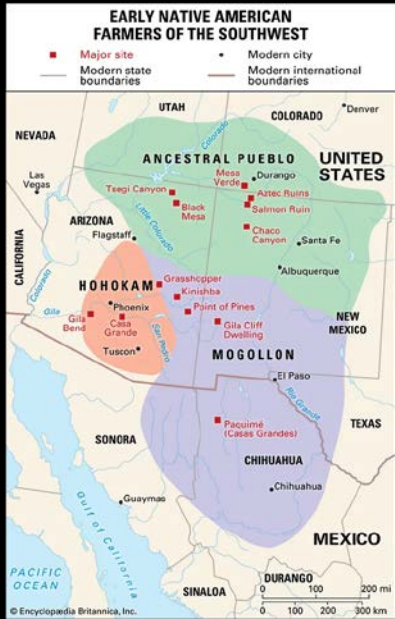 EARLY NATIVE AMERICAN
FARMERS OF THE SOUTHWEST
Major site
Modern city
Modern state
boundaries
Modern international
boundaries
UTAH
COLORADO
Denver
NEVADA
Colorado
ANCESTRAL PUEBLO
UNITED
STATES
Las
Vegas
Mesa
Verde
Durango
Tsegi Canyon
Aztec Ruins
Black
Mesa
Salmon Ruin
ARIZONA
Little Colorado
Chaco
Canyon
Flagstaff
Santa Fe
CALIFORNIA
Colorado
Albuquerque
Grasshopper
HOHOKAM
Kinishba
Phoenix
Point of Pines
NEW
MEXICO
Gila
Gila
Bend
Casa
Grande
San Pedro
Gila Cliff
Dwelling
Tuscon
MOGOLLON
El Paso
Rio Grande
TEXAS
SONORA
Paquimé
(Casas Grandes)
CHIHUAHUA
Guaymas
Chihuahua
Gulf of California
MEXICO
PACIFIC
OCEAN
SINALOA
DURANGO
0 100 200 mi
0 100 200 300 km
© Encyclopædia Britannica, Inc.